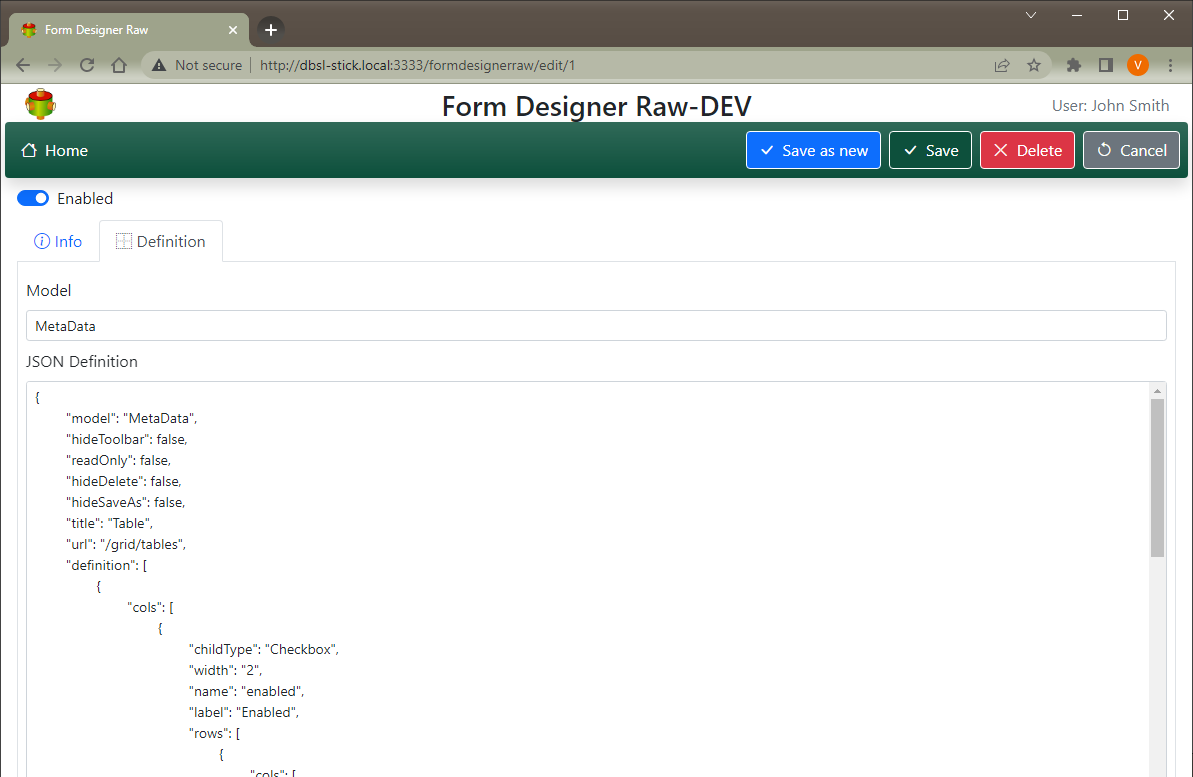 Form Designer Raw
Not secure | http://dbsl-stick.local:3333/formdesignerraw/edit/1
V
Form Designer Raw-DEV
User: John Smith
Home
Save as new
Save
Delete
Cancel
Enabled
Info
Definition
Model
MetaData
JSON Definition
{
"model": "MetaData",
"hideToolbar": false,
"readOnly": false,
"hideDelete": false,
"hideSaveAs": false,
"title": "Table",
"url": "/grid/tables",
"definition": [
{
"cols": [
{
"childType": "Checkbox",
"width": "2",
"name": "enabled",
"label": "Enabled",
"rows": [
{
"cols": [